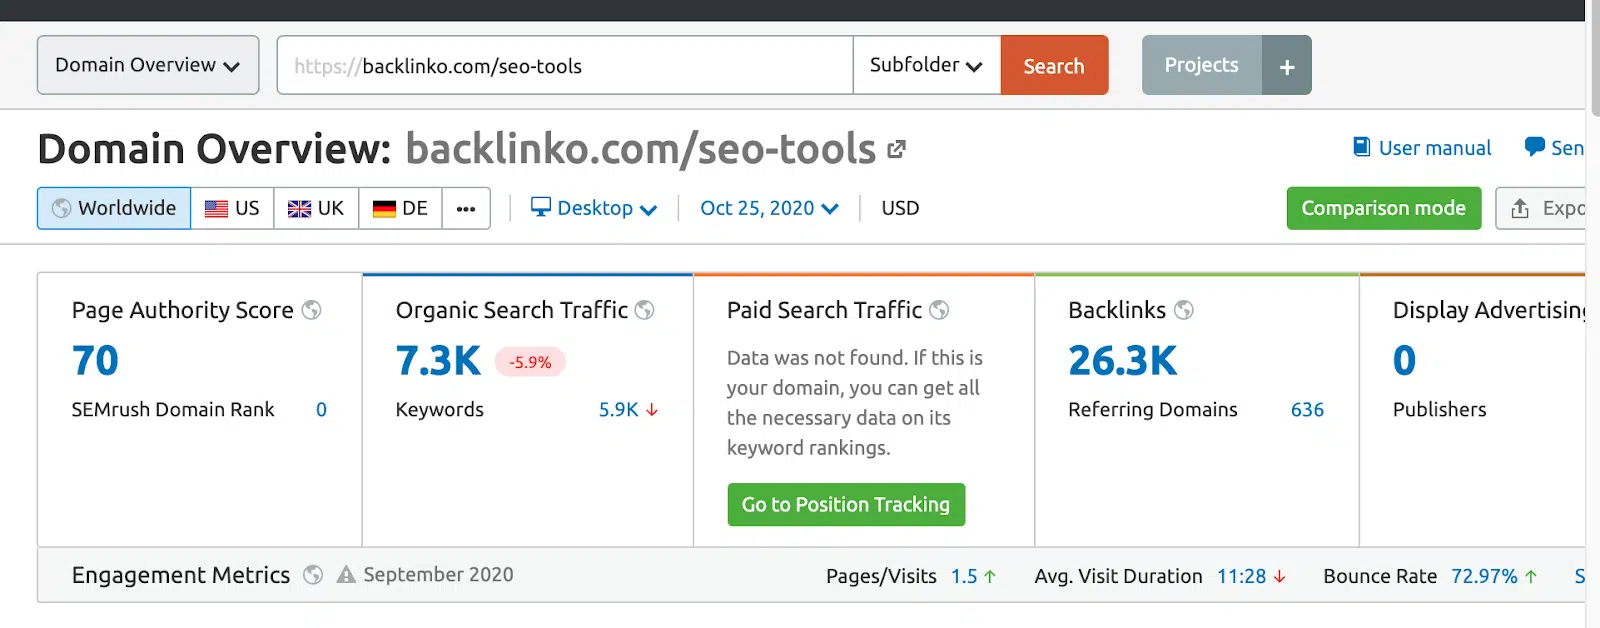 Domain Overview
https://backlinko.com/seo-tools
Subfolder
Search
Projects
+
Domain Overview: backlinko.com/seo-tools
User manual
Sen
Worldwide
US
UK
DE
Desktop
Oct 25, 2020
USD
Comparison mode
Expo
Page Authority Score
70
SEMrush Domain Rank 0
Organic Search Traffic
7.3K -5.9%
Keywords 5.9K
Paid Search Traffic
Data was not found. If this is
your domain, you can get all
the necessary data on its
keyword rankings.
Go to Position Tracking
Backlinks
26.3K
Referring Domains 636
Display Advertising
0
Publishers
Engagement Metrics September 2020
Pages/Visits 1.5
Avg. Visit Duration 11:28
Bounce Rate 72.97%
S